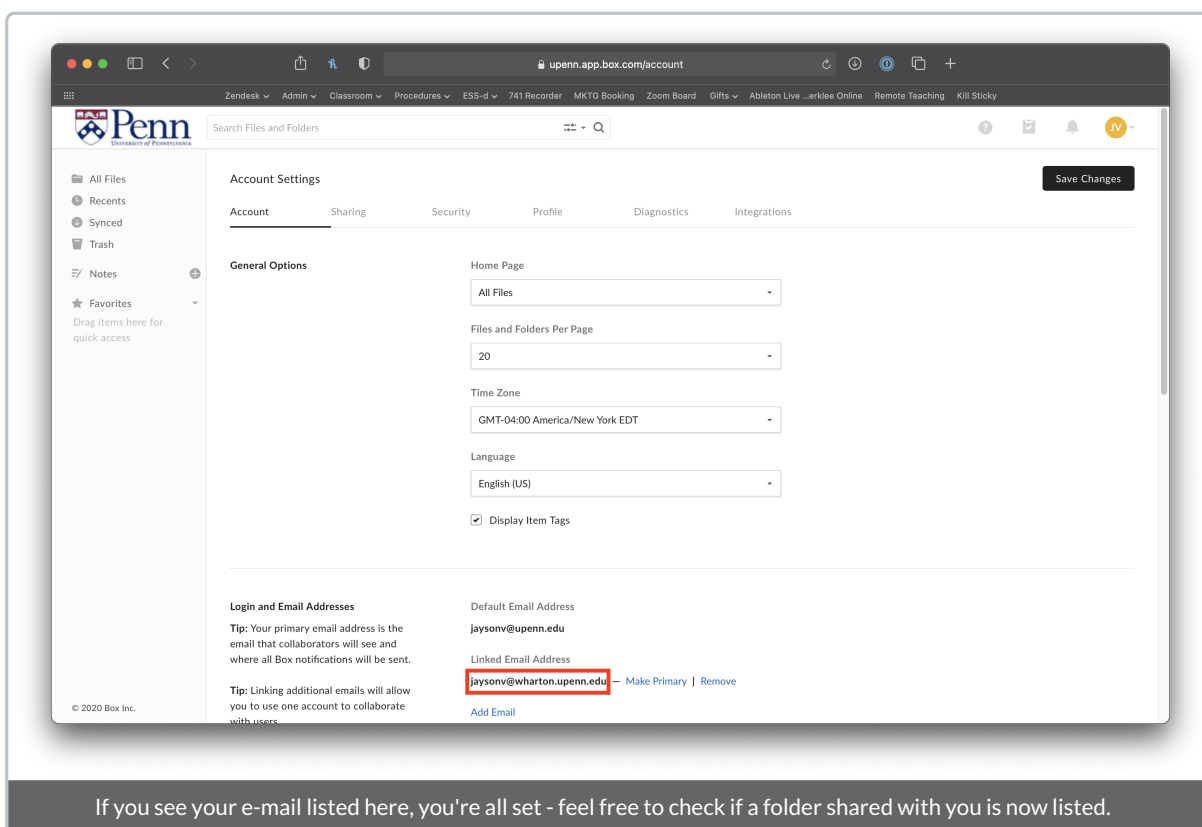 upenn.app.box.com/account
Zendesk Admin Classroom Procedures ESS-d 741 Recorder MKTG Booking Zoom Board Gifts Ableton Live ...erklee Online Remote Teaching Kill Sticky
Penn
UNIVERSITY of PENNSYLVANIA
Search Files and Folders
JV
All Files
Recents
Synced
Trash
Notes
Favorites
Drag items here for
quick access
© 2020 Box Inc.
Account Settings
Save Changes
Account Sharing Security Profile Diagnostics Integrations
General Options
Home Page
All Files
Files and Folders Per Page
20
Time Zone
GMT-04:00 America/New York EDT
Language
English (US)
Display Item Tags
Login and Email Addresses
Tip: Your primary email address is the
email that collaborators will see and
where all Box notifications will be sent.
Tip: Linking additional emails will allow
you to use one account to collaborate
with users
Default Email Address
jaysonv@upenn.edu
Linked Email Address
jaysonv@wharton.upenn.edu — Make Primary | Remove
Add Email
If you see your e-mail listed here, you're all set - feel free to check if a folder shared with you is now listed.